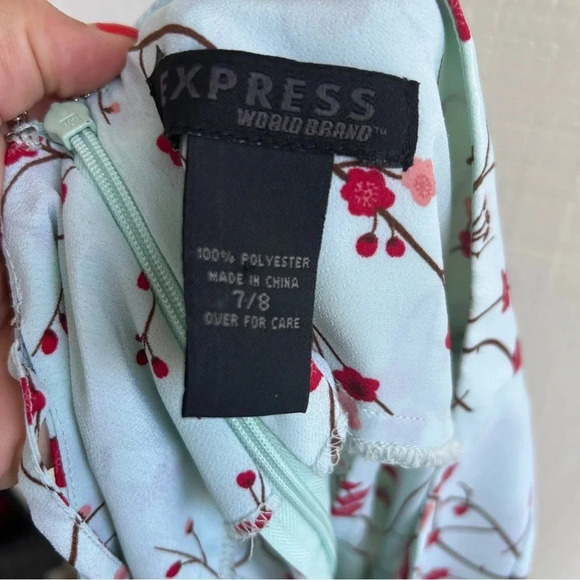 EXPRESS
WORLD BRAND™
100% POLYESTER
MADE IN CHINA
7/8
OVER FOR CARE